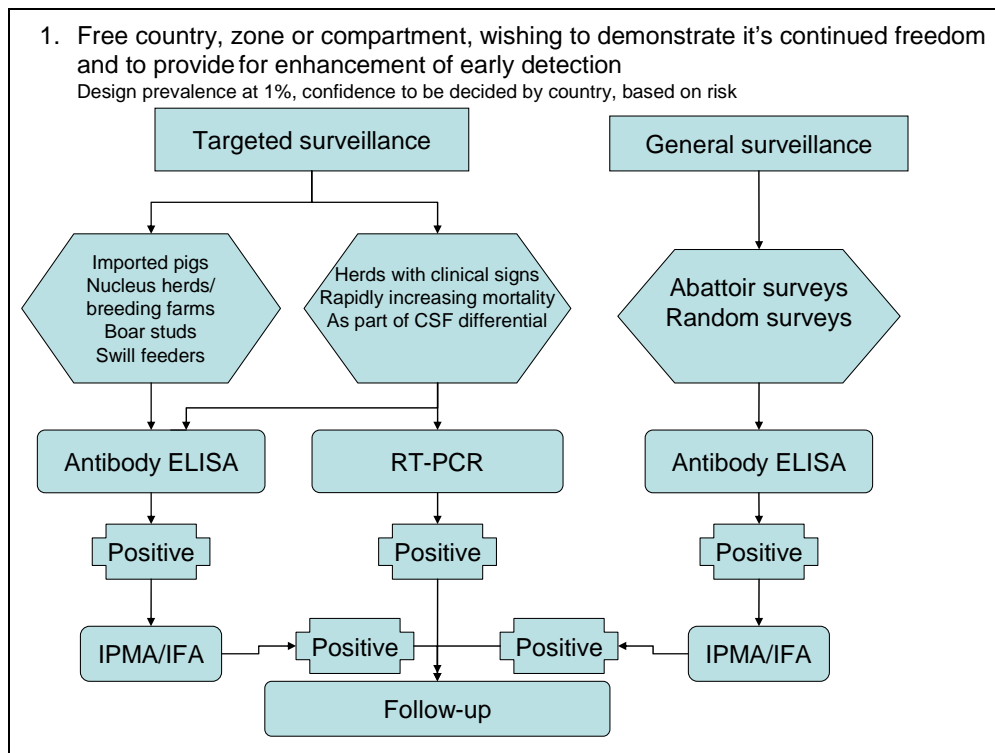 1. Free country, zone or compartment, wishing to demonstrate it's continued freedom
and to provide for enhancement of early detection
Design prevalence at 1%, confidence to be decided by country, based on risk
Targeted surveillance
General surveillance
Imported pigs
Nucleus herds/
breeding farms
Boar studs
Swill feeders
Herds with clinical signs
Rapidly increasing mortality
As part of CSF differential
Abattoir surveys
Random surveys
Antibody ELISA
RT-PCR
Antibody ELISA
Positive
Positive
Positive
IPMA/IFA
Positive
Positive
IPMA/IFA
Follow-up